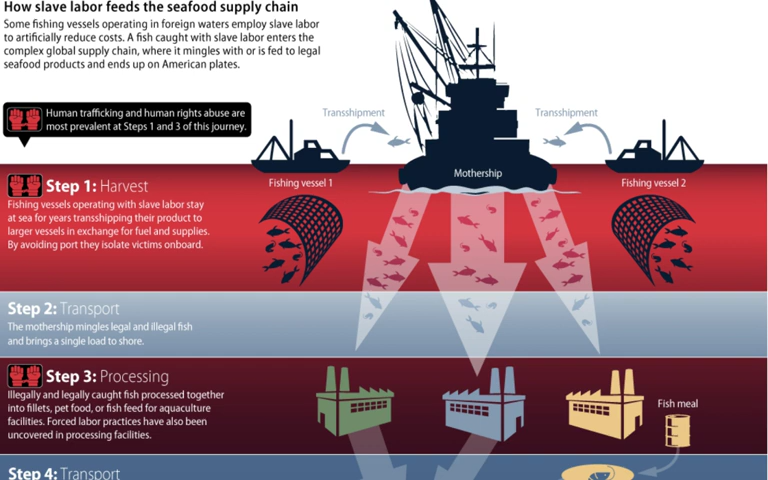 How slave labor feeds the seafood supply chain
Some fishing vessels operating in foreign waters employ slave labor
to artificially reduce costs. A fish caught with slave labor enters the
complex global supply chain, where it mingles with or is fed to legal
seafood products and ends up on American plates.
Human trafficking and human rights abuse are
most prevalent at Steps 1 and 3 of this journey.
Transshipment
Transshipment
Mothership
Fishing vessel 1
Fishing vessel 2
Step 1: Harvest
Fishing vessels operating with slave labor stay
at sea for years transshipping their product to
larger vessels in exchange for fuel and supplies.
By avoiding port they isolate victims onboard.
Step 2: Transport
The mothership mingles legal and illegal fish
and brings a single load to shore.
Step 3: Processing
Illegally and legally caught fish processed together
into fillets, pet food, or fish feed for aquaculture
facilities. Forced labor practices have also been
uncovered in processing facilities.
Fish meal
Step 4: Transport